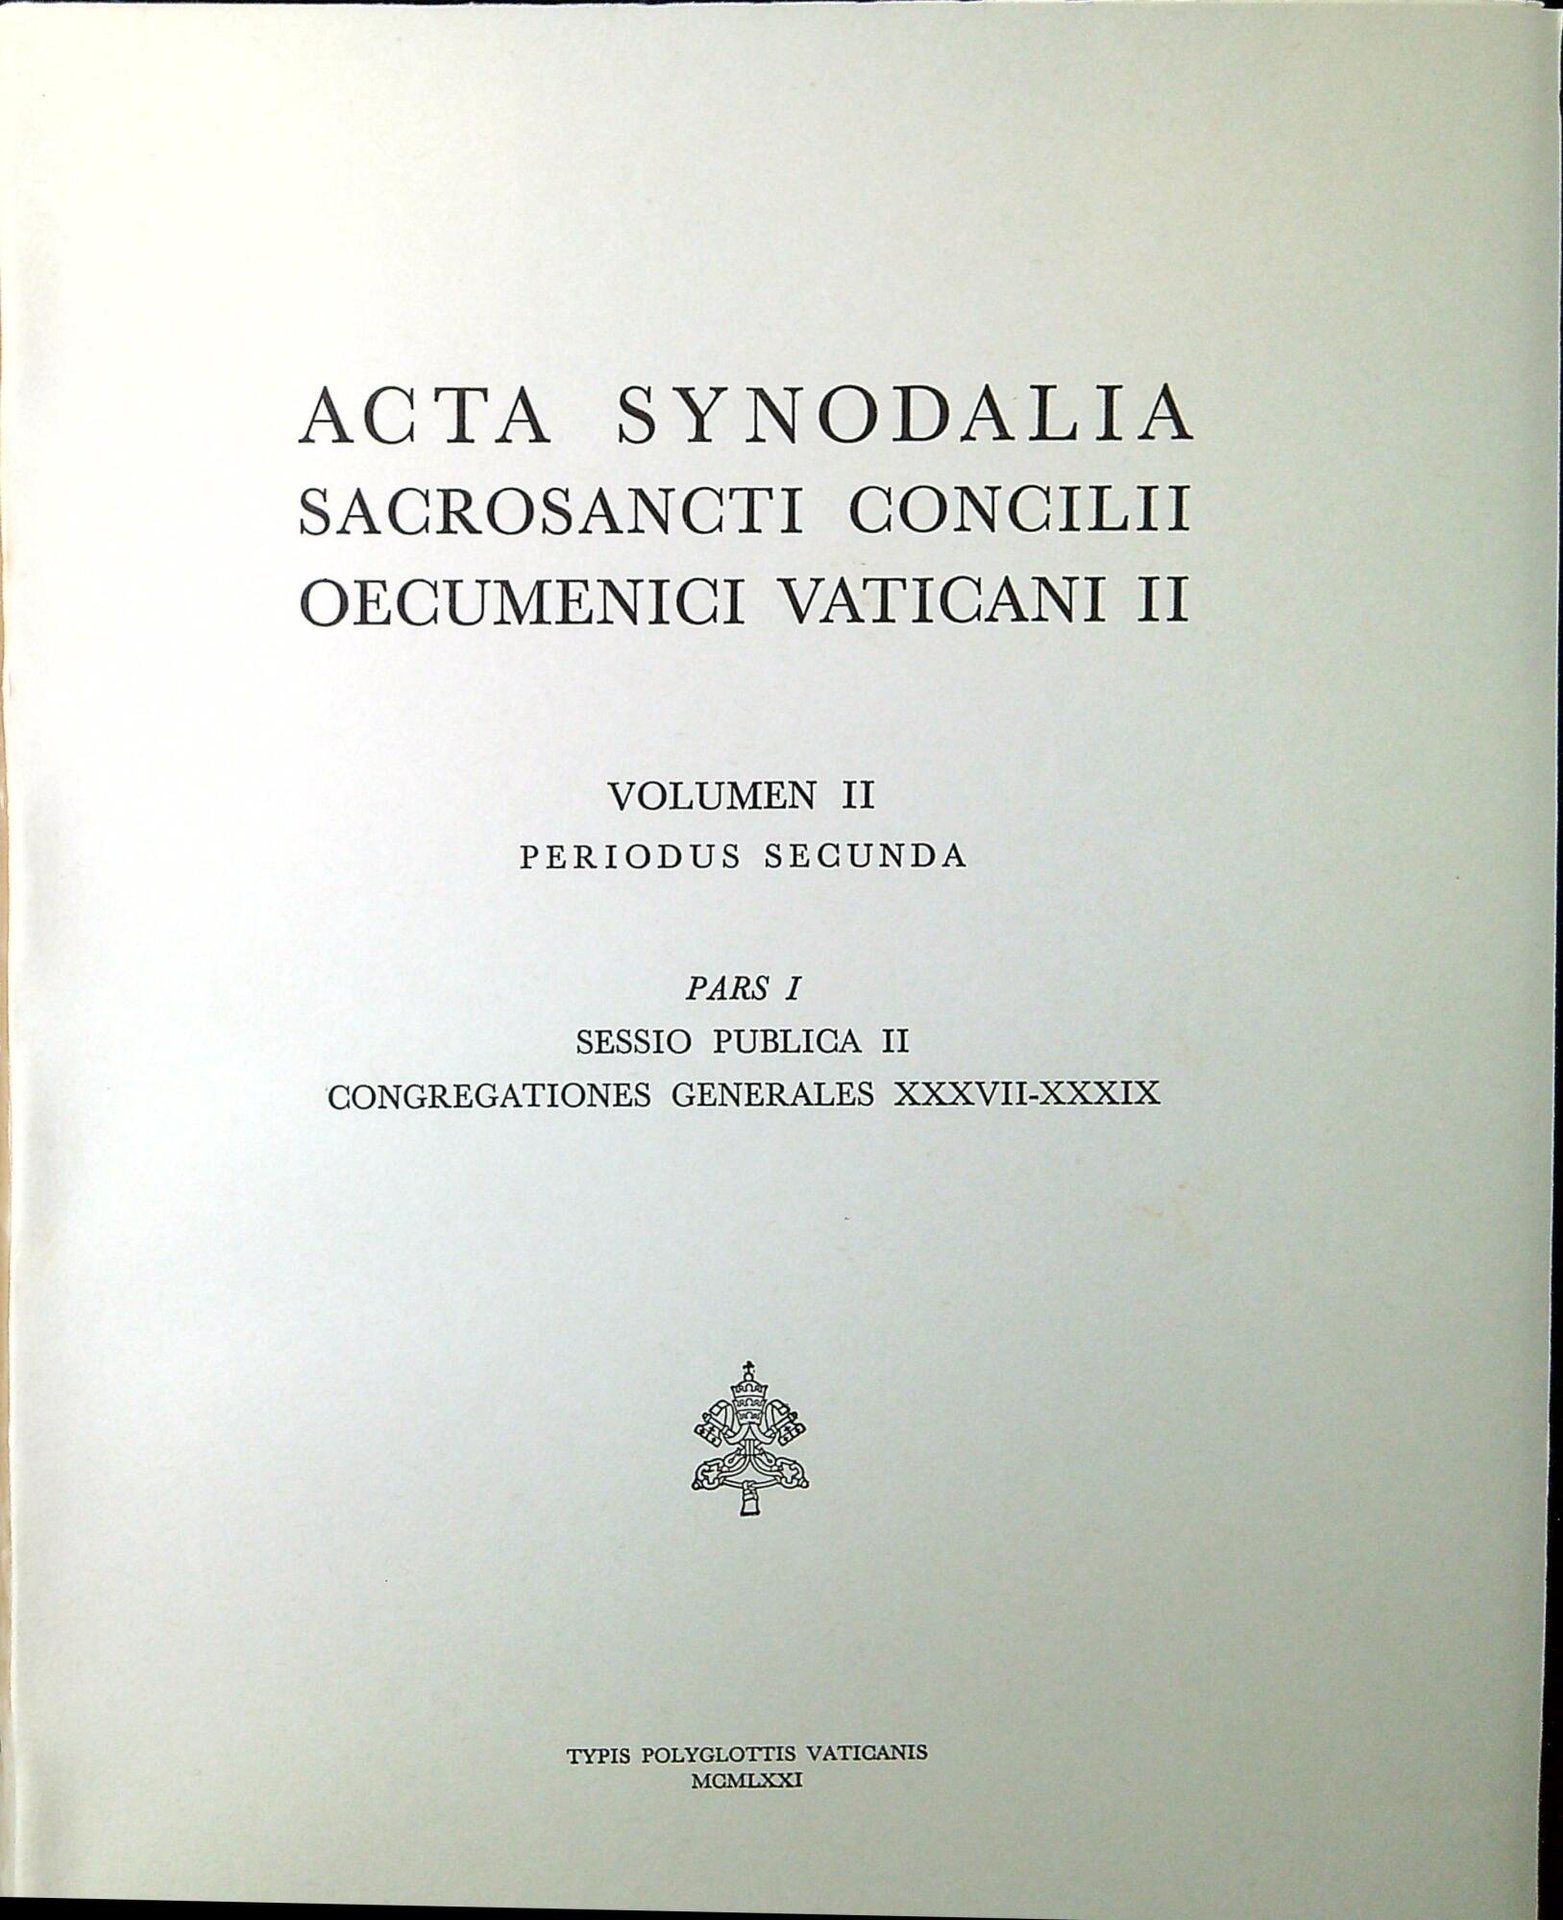 ACTA SYNODALIA
SACROSANCTI CONCILII
OECUMENICI VATICANI II
VOLUMEN II
PERIODUS SECUNDA
PARS I
SESSIO PUBLICA II
CONGREGATIONES GENERALES XXXVII-XXXIX
TYPIS POLYGLOTTIS VATICANIS
MCMLXXI